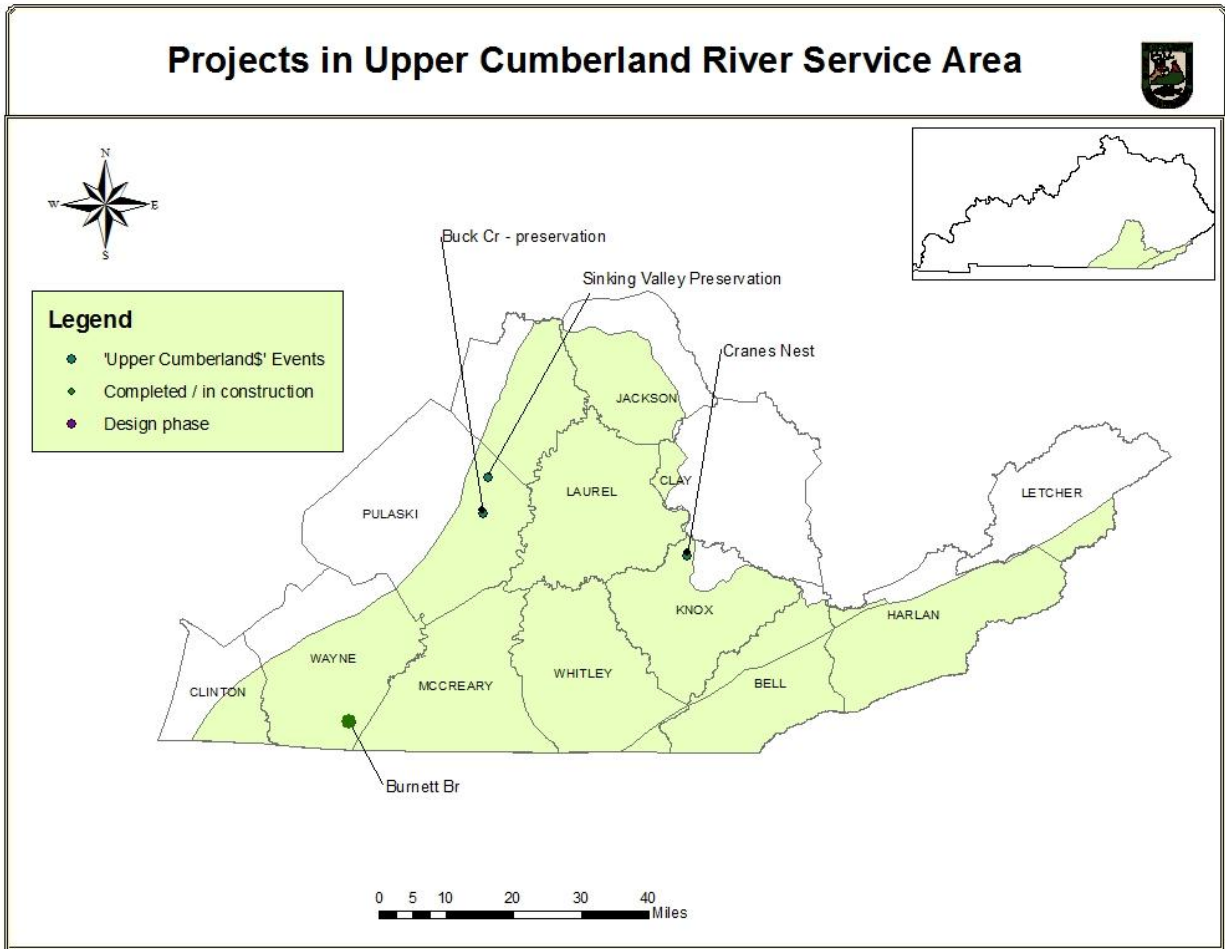 Projects in Upper Cumberland River Service Area
N
W
E
S
Buck Cr - preservation
Sinking Valley Preservation
Cranes Nest
Legend
'Upper Cumberland$' Events
Completed / in construction
Design phase
JACKSON
CLAY
LAUREL
LETCHER
PULASKI
KNOX
HARLAN
WAYNE
WHITLEY
BELL
MCCREARY
CLINTON
Burnett Br
0 5 10 20 30 40
Miles